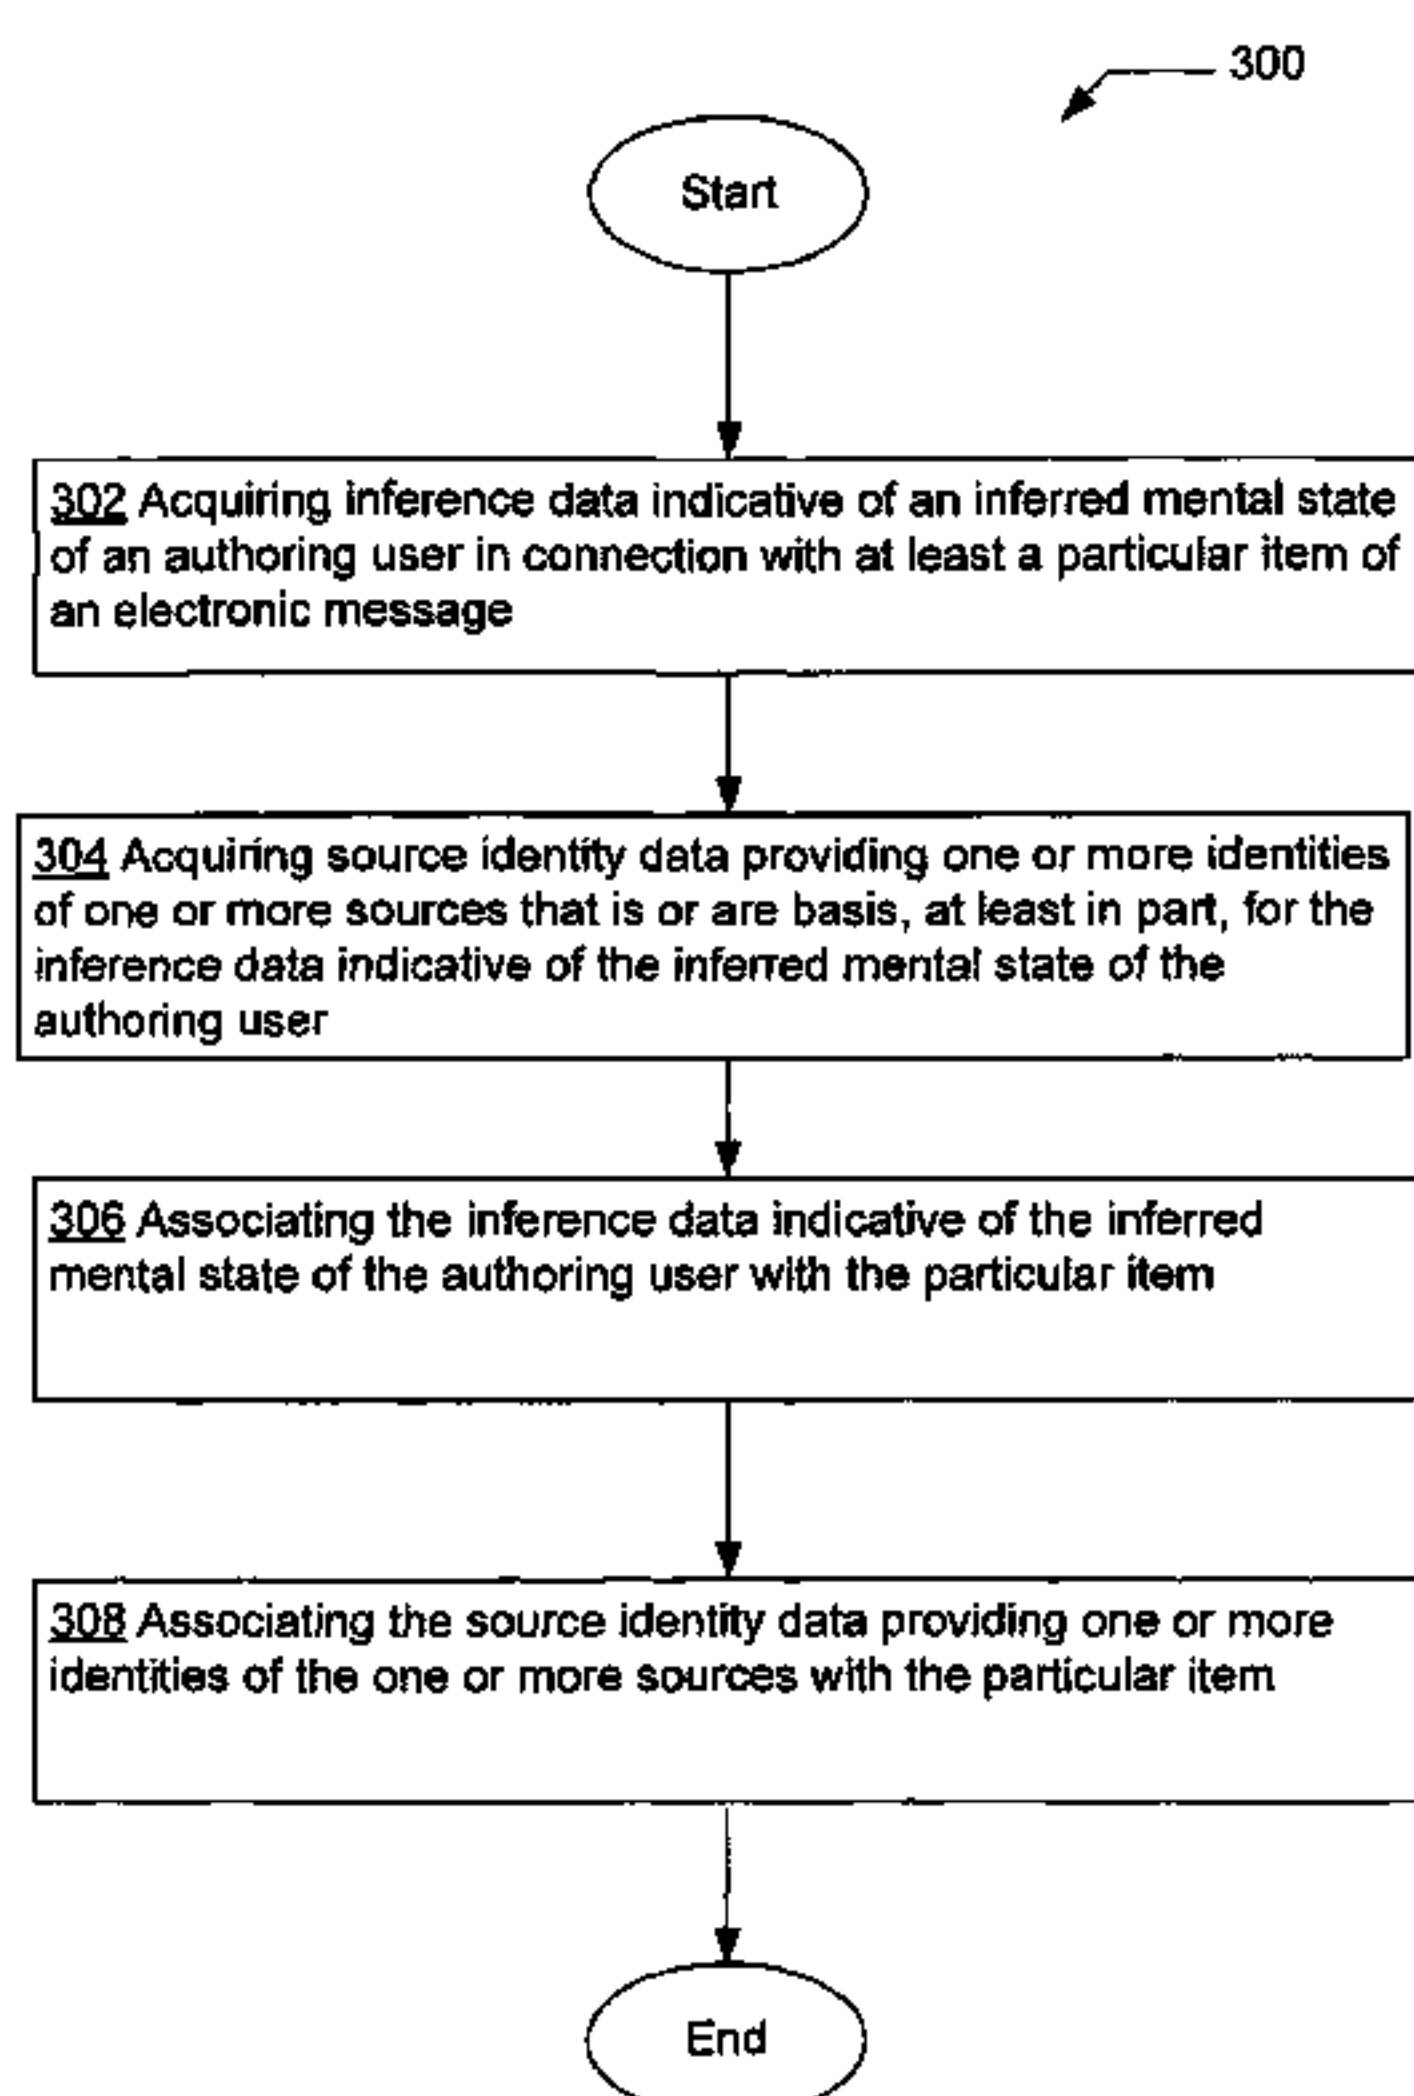 300
Start
302 Acquiring inference data indicative of an inferred mental state
of an authoring user in connection with at least a particular item of
an electronic message
304 Acquiring source identity data providing one or more identities
of one or more sources that is or are basis, at least in part, for the
inference data indicative of the inferred mental state of the
authoring user
306 Associating the inference data indicative of the inferred
mental state of the authoring user with the particular item
308 Associating the source identity data providing one or more
identities of the one or more sources with the particular item
End